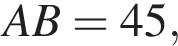 AB = 45,